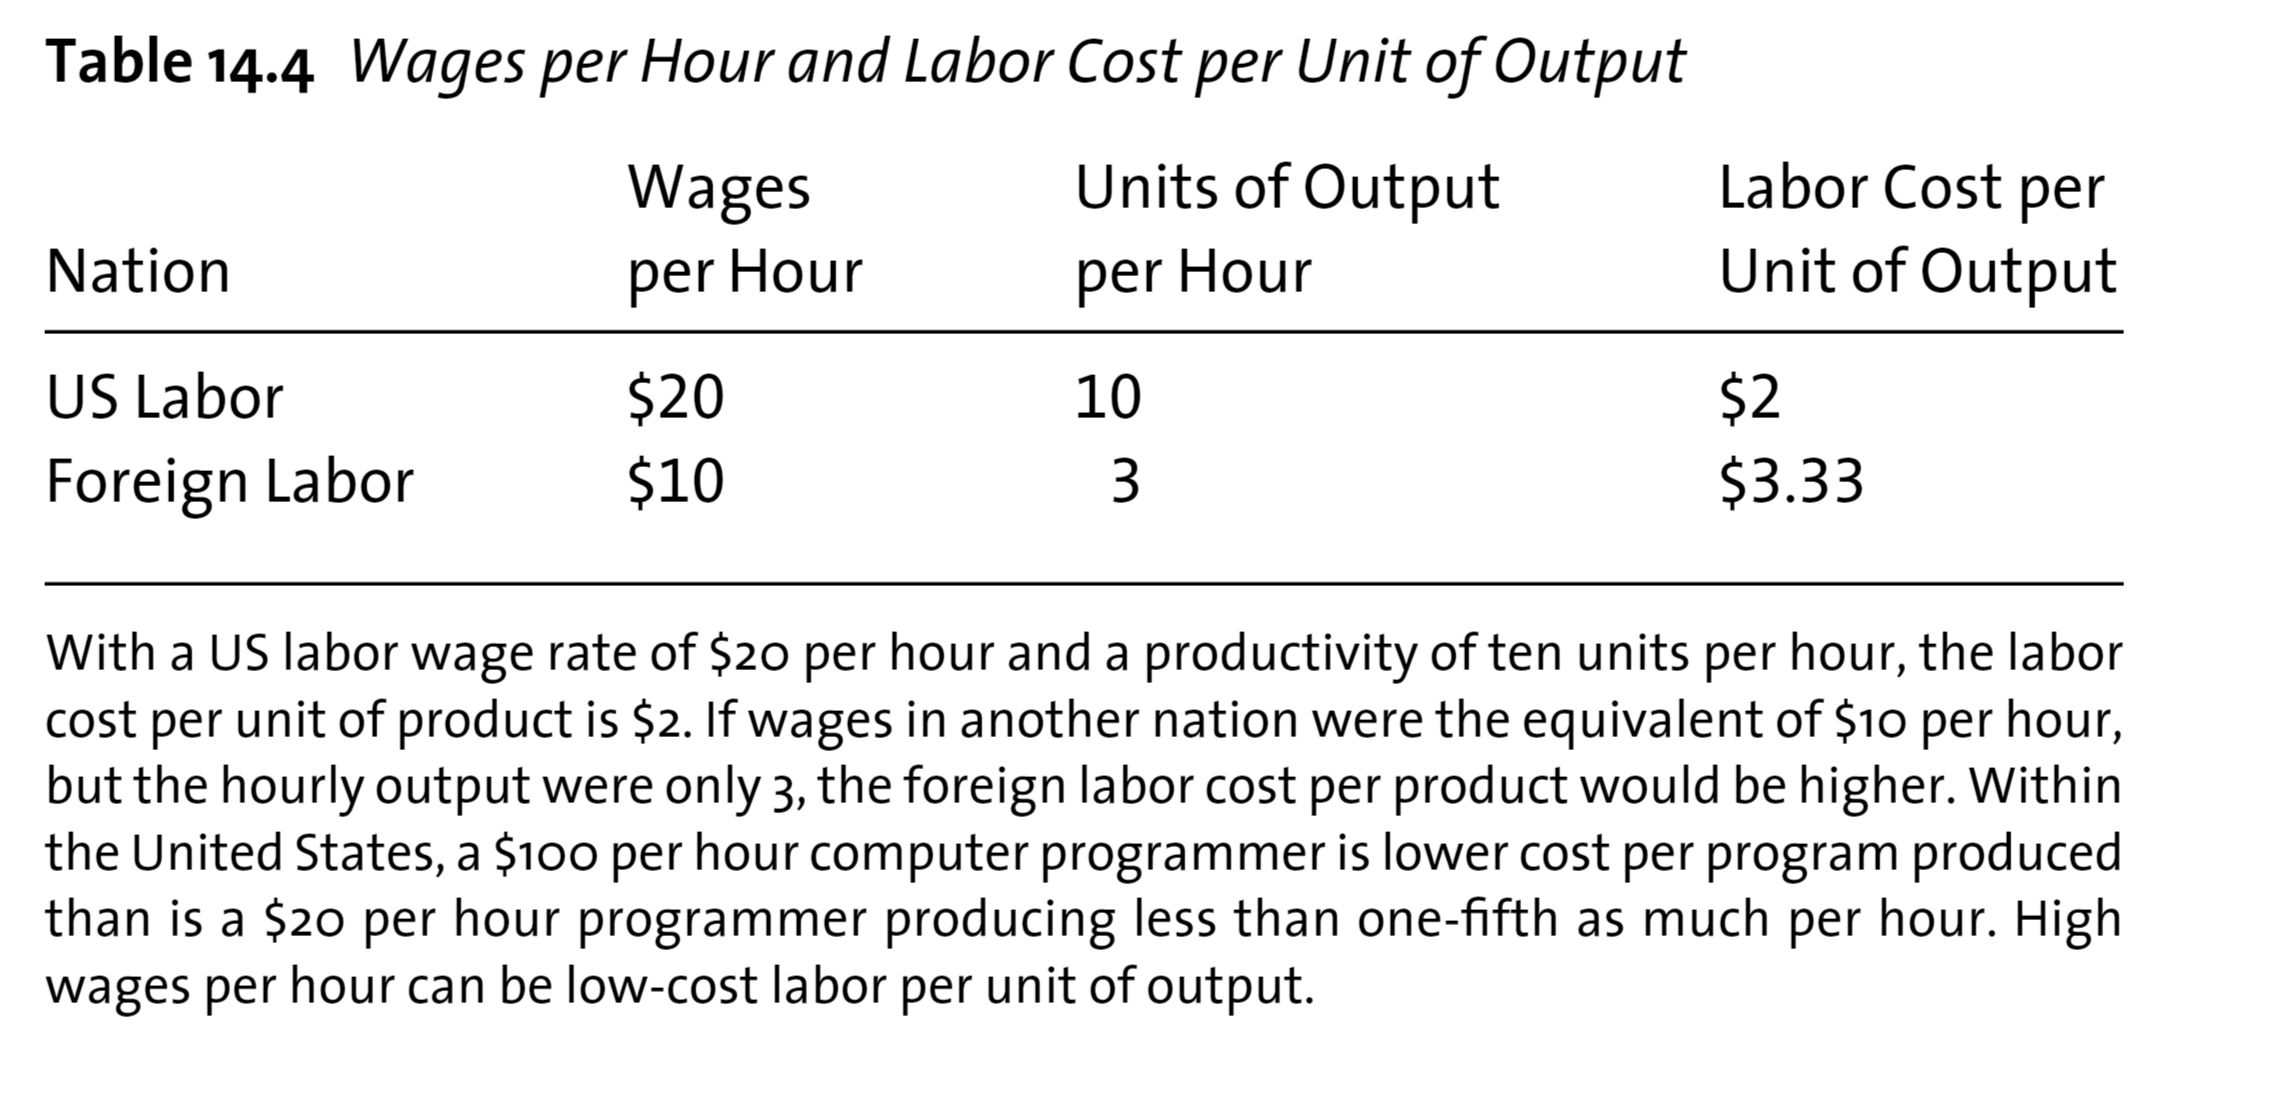 Table 14.4 Wages per Hour and Labor Cost per Unit of Output
Wages Units of Output Labor Cost per
Nation per Hour per Hour Unit of Output
US Labor $20 10 $2
Foreign Labor $10 3 $3.33
With a US labor wage rate of $20 per hour and a productivity of ten units per hour, the labor
cost per unit of product is $2. If wages in another nation were the equivalent of $10 per hour,
but the hourly output were only 3, the foreign labor cost per product would be higher. Within
the United States, a $100 per hour computer programmer is lower cost per program produced
than is a $20 per hour programmer producing less than one-fifth as much per hour. High
wages per hour can be low-cost labor per unit of output.